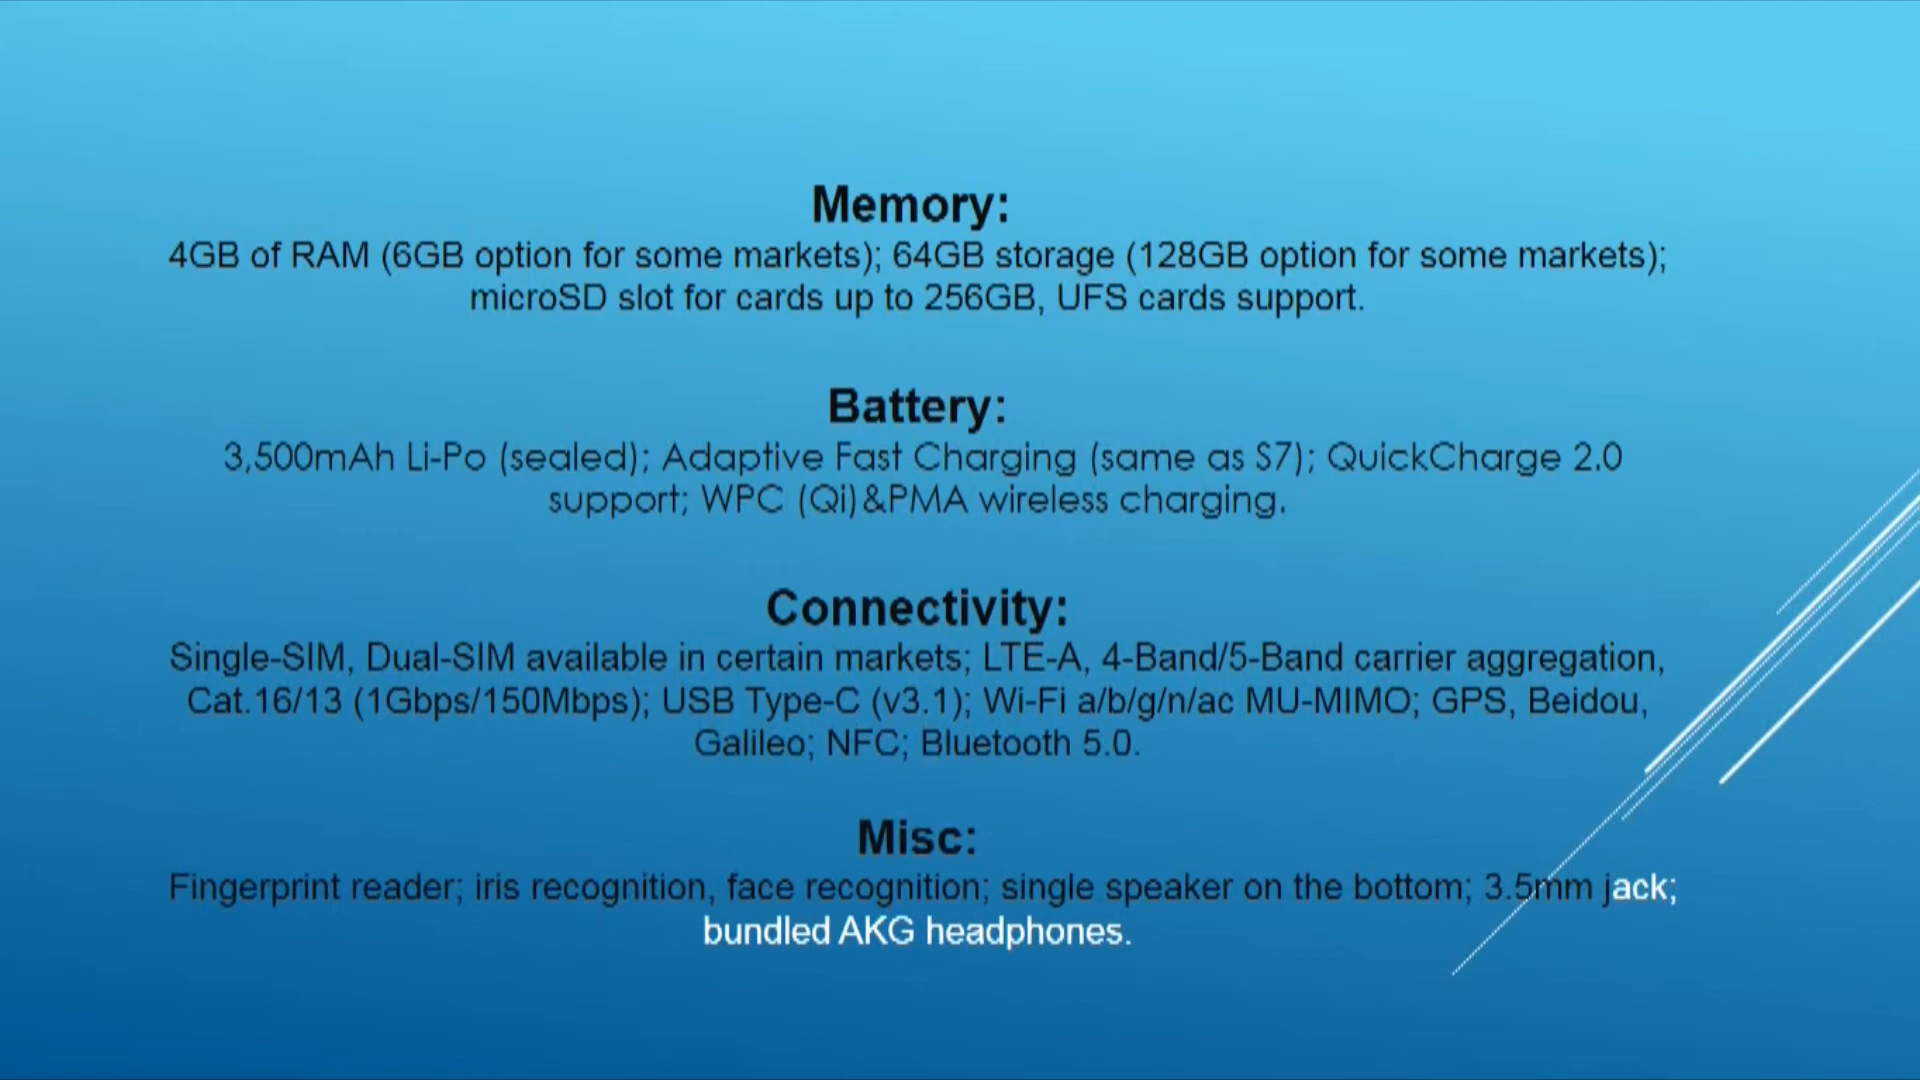 Memory:
4GB of RAM (6GB option for some markets); 64GB storage (128GB option for some markets);
microSD slot for cards up to 256GB, UFS cards support.
Battery:
3,500mAh Li-Po (sealed); Adaptive Fast Charging (same as S7); QuickCharge 2.0
support; WPC (Qi)&PMA wireless charging.
Connectivity:
Single-SIM, Dual-SIM available in certain markets; LTE-A, 4-Band/5-Band carrier aggregation,
Cat.16/13 (1Gbps/150Mbps); USB Type-C (v3.1); Wi-Fi a/b/g/n/ac MU-MIMO; GPS, Beidou,
Galileo; NFC; Bluetooth 5.0.
Misc:
Fingerprint reader; iris recognition, face recognition; single speaker on the bottom; 3.5mm jack;
bundled AKG headphones.